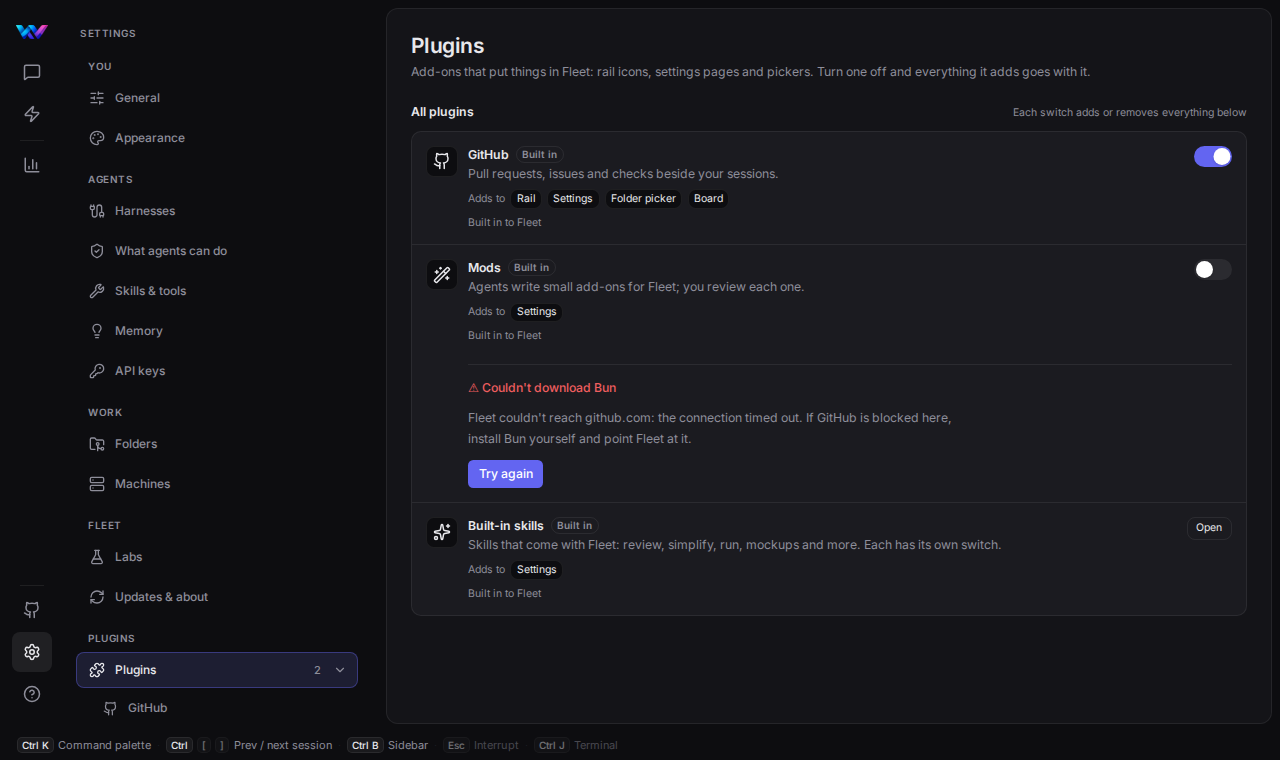 SETTINGS
YOU
General
Appearance
AGENTS
Harnesses
What agents can do
Skills & tools
Memory
API keys
WORK
Folders
Machines
FLEET
Labs
Updates & about
PLUGINS
Plugins 2
GitHub
Plugins
Add-ons that put things in Fleet: rail icons, settings pages and pickers. Turn one off and everything it adds goes with it.
All plugins
Each switch adds or removes everything below
GitHub Built in
Pull requests, issues and checks beside your sessions.
Adds to Rail Settings Folder picker Board
Built in to Fleet
Mods Built in
Agents write small add-ons for Fleet; you review each one.
Adds to Settings
Built in to Fleet
⚠ Couldn't download Bun
Fleet couldn't reach github.com: the connection timed out. If GitHub is blocked here,
install Bun yourself and point Fleet at it.
Try again
Built-in skills Built in
Open
Skills that come with Fleet: review, simplify, run, mockups and more. Each has its own switch.
Adds to Settings
Built in to Fleet
Ctrl K Command palette Ctrl [ ] Prev / next session Ctrl B Sidebar Esc Interrupt Ctrl J Terminal